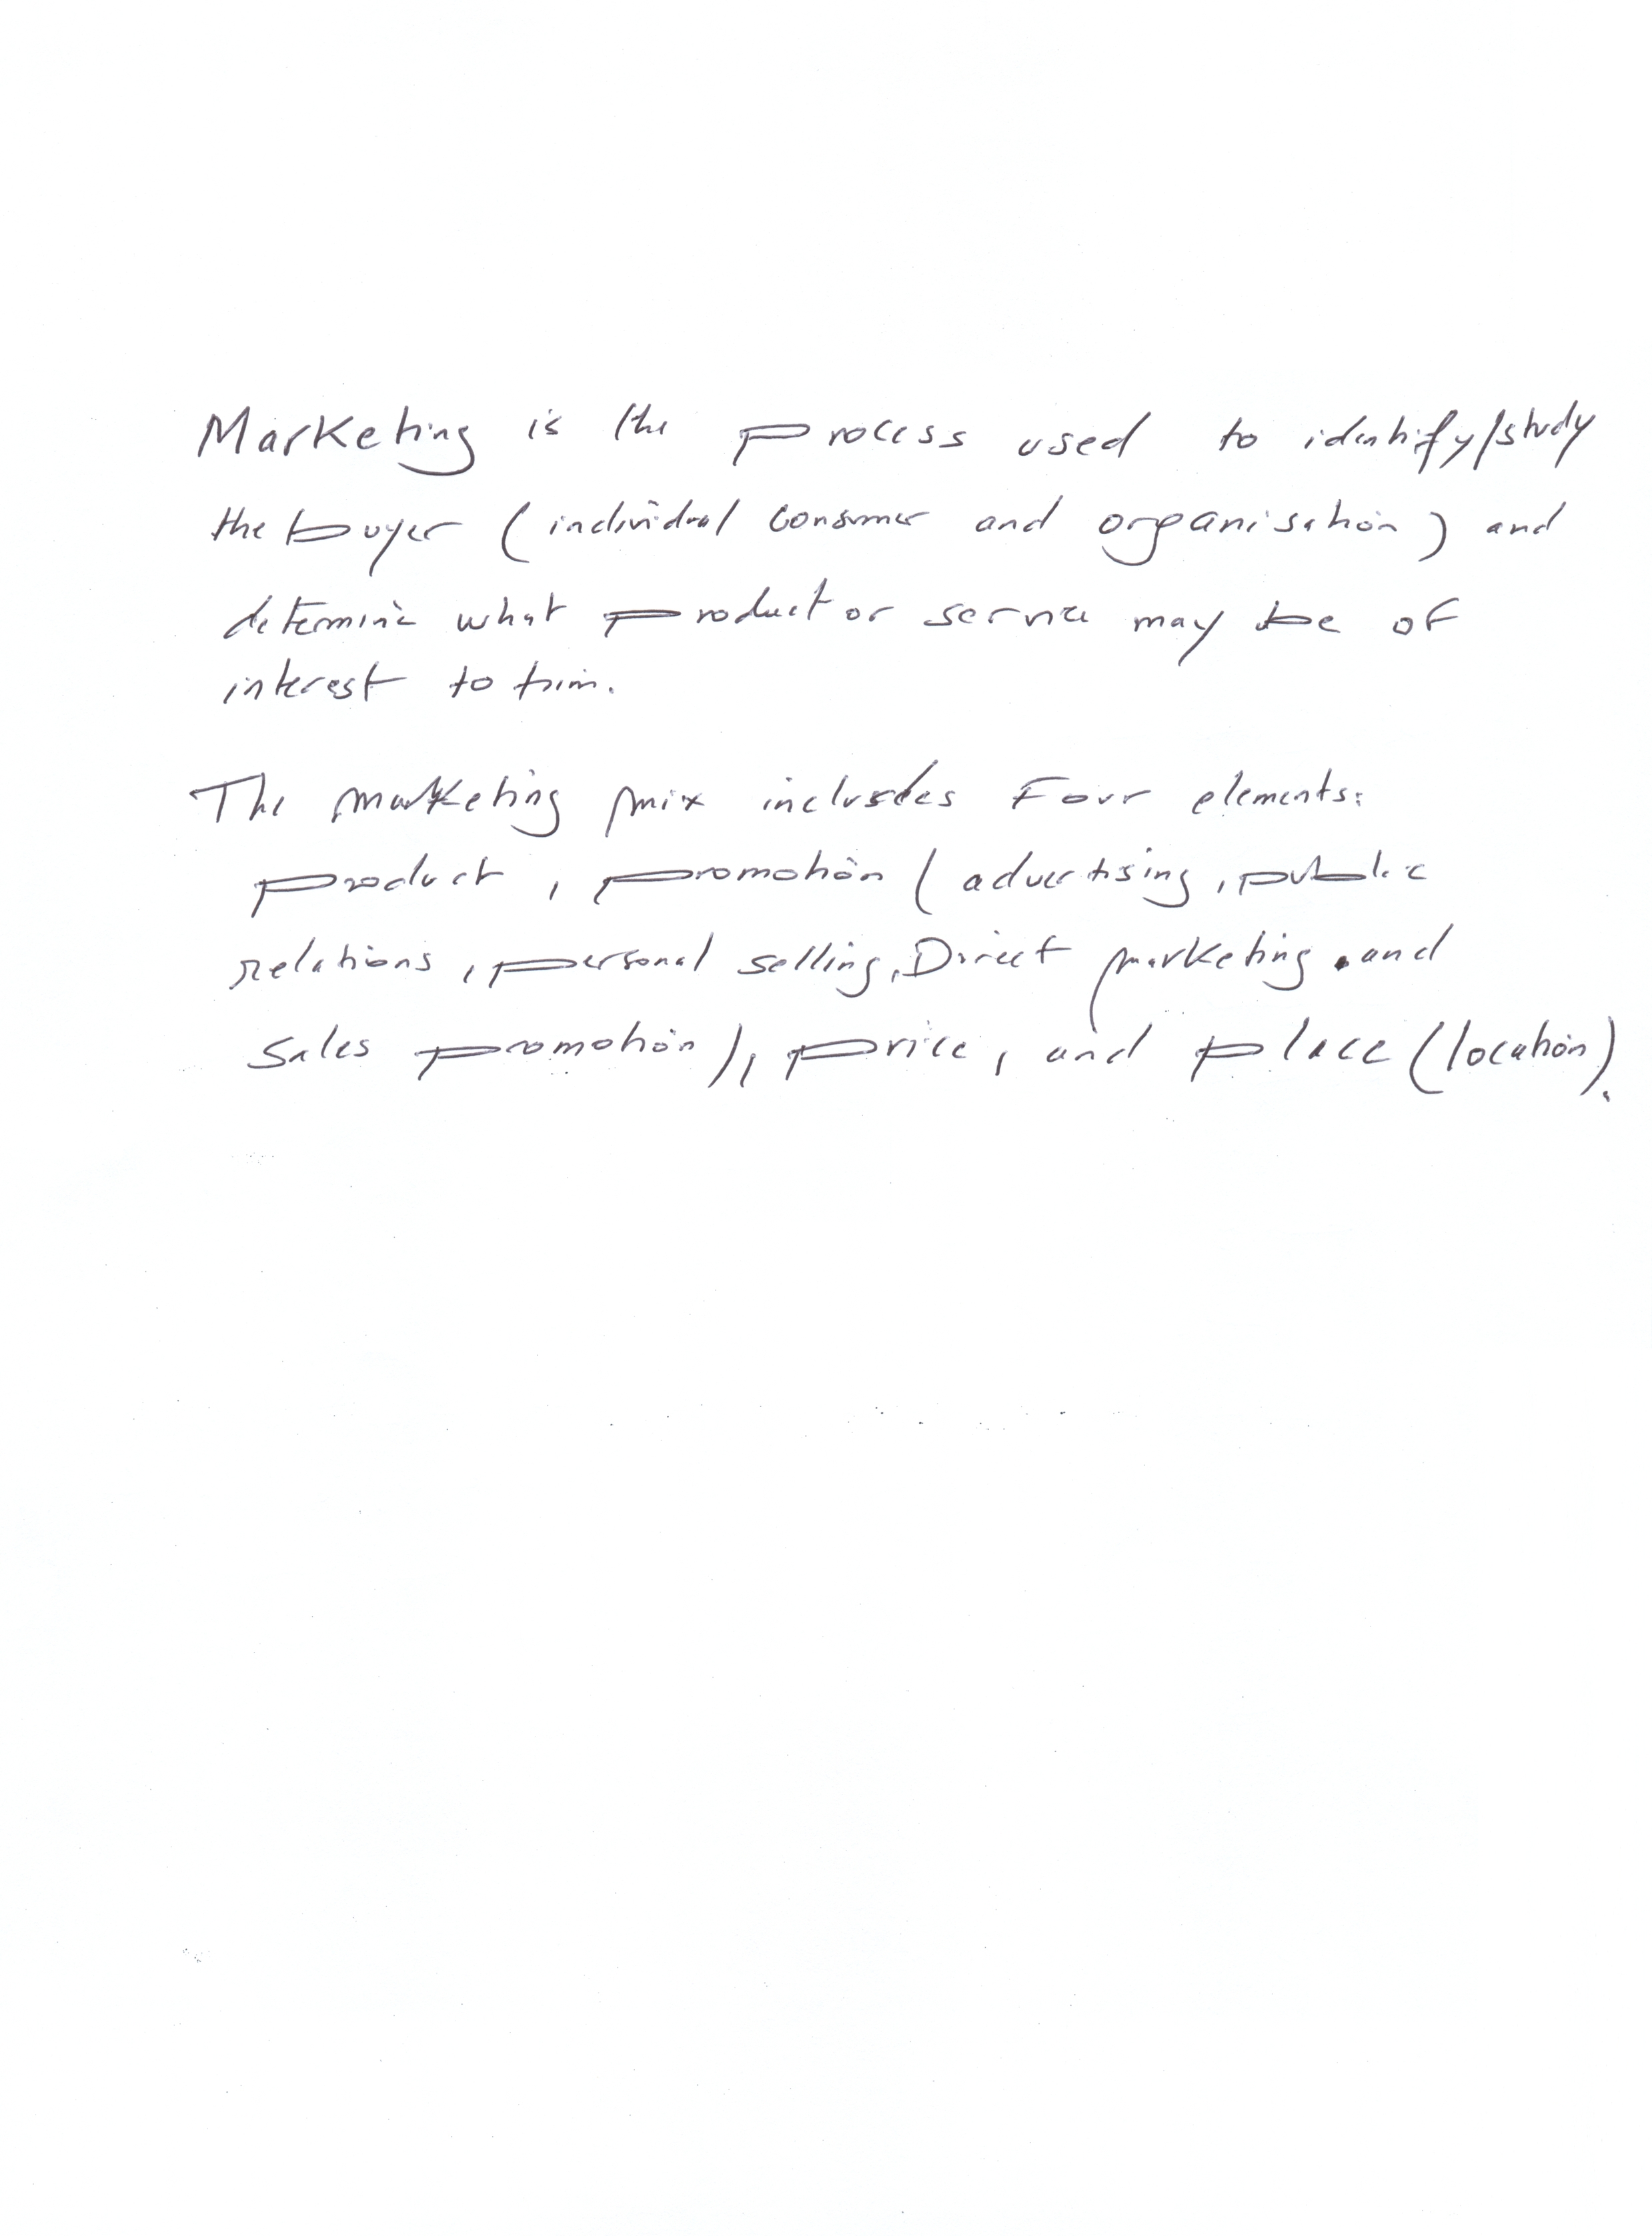 Marketing is the process used to identify/study
the buyer (individual consumer and organisation) and
determine what product or service may be of
interest to him.
The marketing mix includes Four elements:
product, promotion (advertising, public
relations, personal selling, Direct marketing and
sales promotion), price, and place (location).